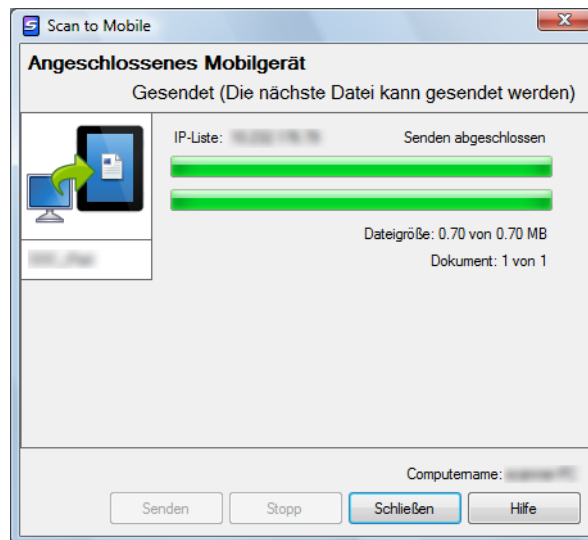 Scan to Mobile
Angeschlossenes Mobilgerät
Gesendet (Die nächste Datei kann gesendet werden)
IP-Liste: Senden abgeschlossen
Dateigröße: 0.70 von 0.70 MB
Dokument: 1 von 1
Computername:
Senden Stopp Schließen Hilfe